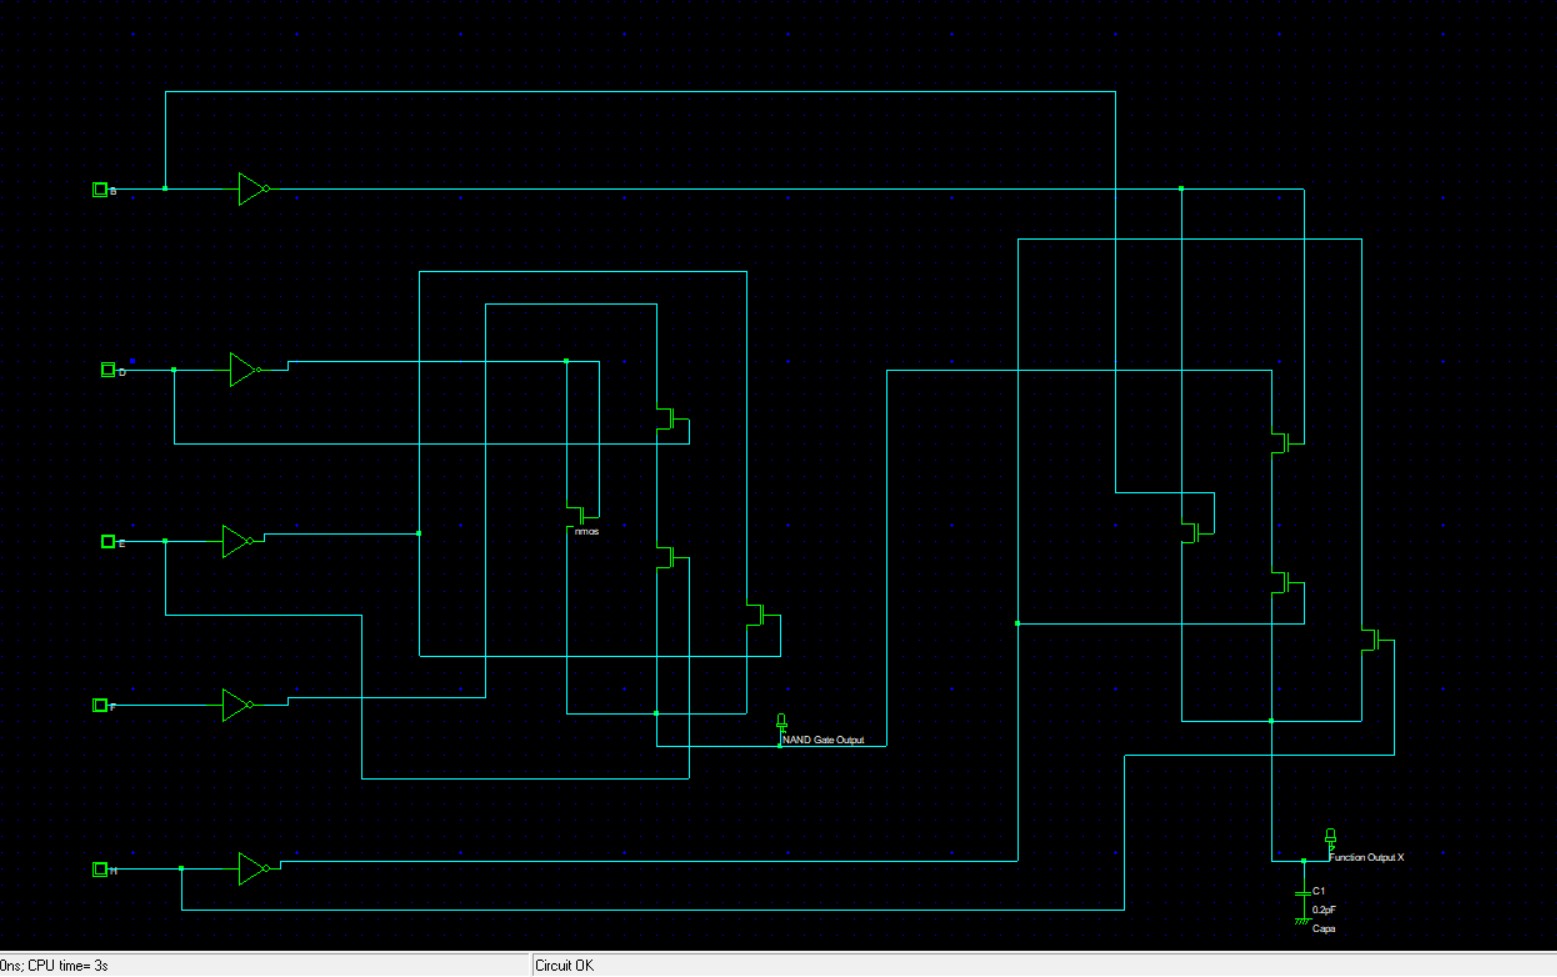 B
D
E
nmos
F
NAND Gate Output
H
Function Output X
C1
0.2pF
Capa
0ns; CPU time= 3s
Circuit OK